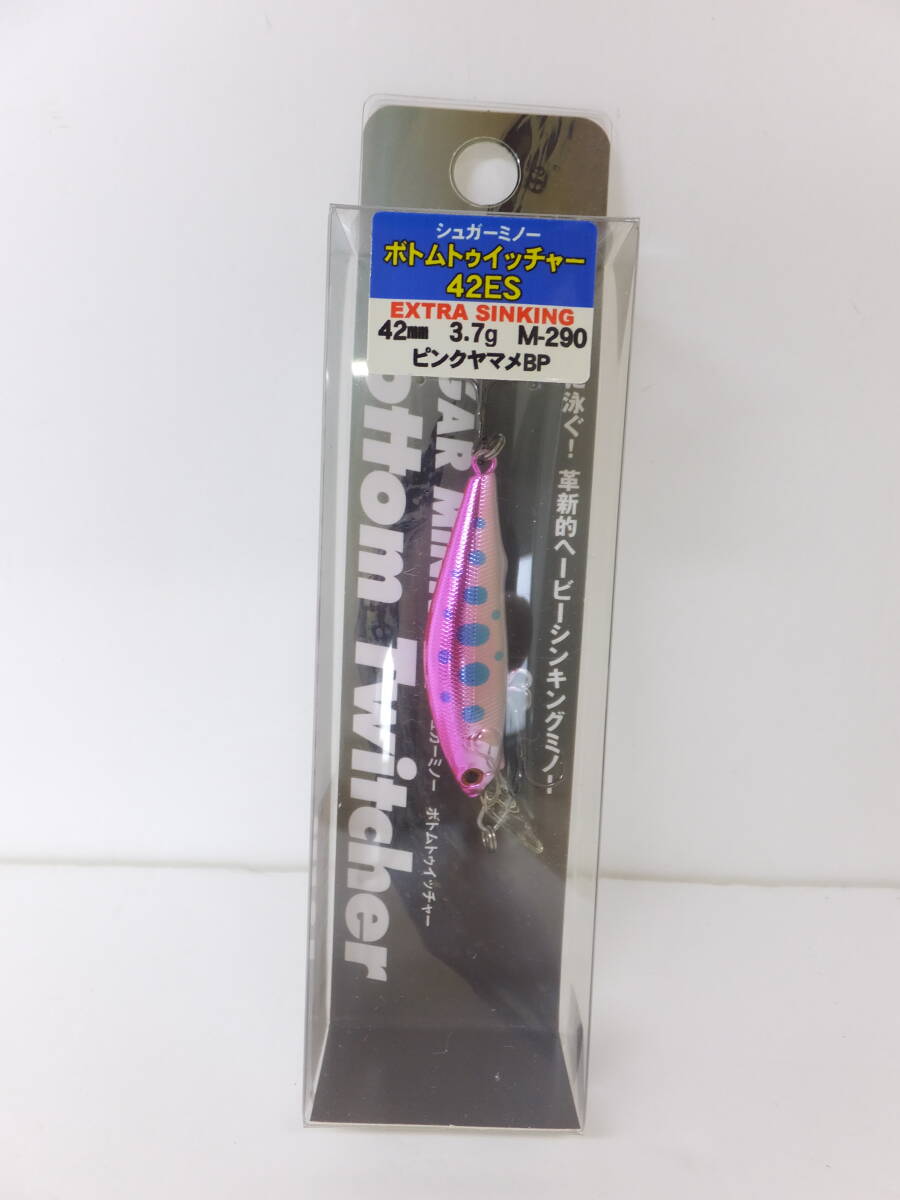 シュガーミノー
ボトムトゥイッチャー
42ES
EXTRA SINKING
42mm 3.7g M-290
ピンクヤマメBP
泳ぐ! 革新的ヘビーシンキングミノー
Twitcher
ボトムトゥイッチャー